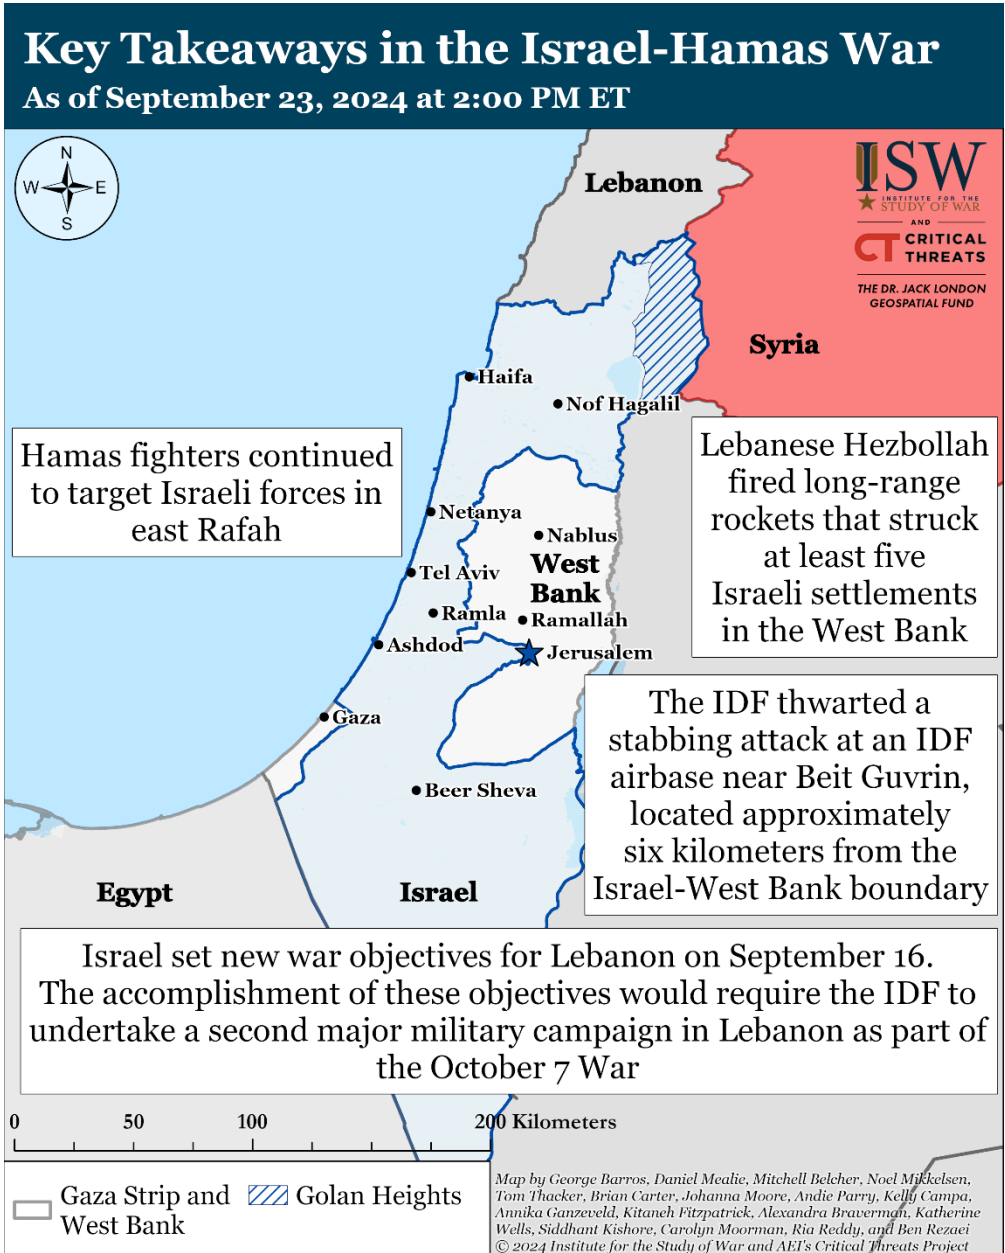 Key Takeaways in the Israel-Hamas War
As of September 23, 2024 at 2:00 PM ET
N
W
E
S
Lebanon
ISW
INSTITUTE FOR THE
STUDY OF WAR
AND
CT CRITICAL
THREATS
THE DR. JACK LONDON
GEOSPATIAL FUND
Syria
Haifa
Nof Hagalil
Hamas fighters continued
to target Israeli forces in
east Rafah
Lebanese Hezbollah
fired long-range
rockets that struck
at least five
Israeli settlements
in the West Bank
Netanya
Nablus
West
Bank
Tel Aviv
Ramla
Ramallah
Ashdod
Jerusalem
Gaza
The IDF thwarted a
stabbing attack at an IDF
airbase near Beit Guvrin,
located approximately
six kilometers from the
Israel-West Bank boundary
Beer Sheva
Egypt
Israel
Israel set new war objectives for Lebanon on September 16.
The accomplishment of these objectives would require the IDF to
undertake a second major military campaign in Lebanon as part of
the October 7 War
0 50 100 200 Kilometers
Gaza Strip and
West Bank
Golan Heights
Map by George Barros, Daniel Mealie, Mitchell Belcher, Noel Mikkelsen,
Tom Thacker, Brian Carter, Johanna Moore, Andie Parry, Kelly Campa,
Annika Ganzeveld, Kitaneh Fitzpatrick, Alexandra Braverman, Katherine
Wells, Siddhant Kishore, Carolyn Moorman, Ria Reddy, and Ben Rezaei
© 2024 Institute for the Study of War and AEI's Critical Threats Project